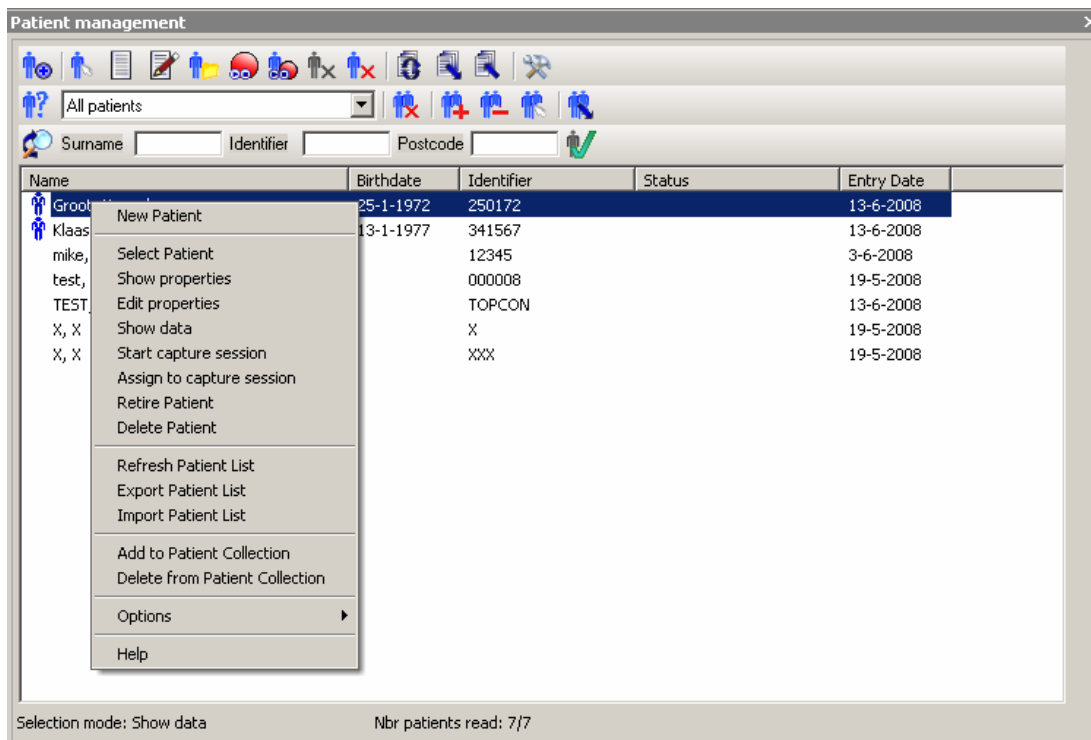 Patient management
All patients
Surname Identifier Postcode
Name Birthdate Identifier Status Entry Date
Groot 25-1-1972 250172 13-6-2008
Klaas 13-1-1977 341567 13-6-2008
mike, 12345 3-6-2008
test, 000008 19-5-2008
TEST_ TOPCON 13-6-2008
X, X X 19-5-2008
X, X XXX 19-5-2008
New Patient
Select Patient
Show properties
Edit properties
Show data
Start capture session
Assign to capture session
Retire Patient
Delete Patient
Refresh Patient List
Export Patient List
Import Patient List
Add to Patient Collection
Delete from Patient Collection
Options
Help
Selection mode: Show data Nbr patients read: 7/7